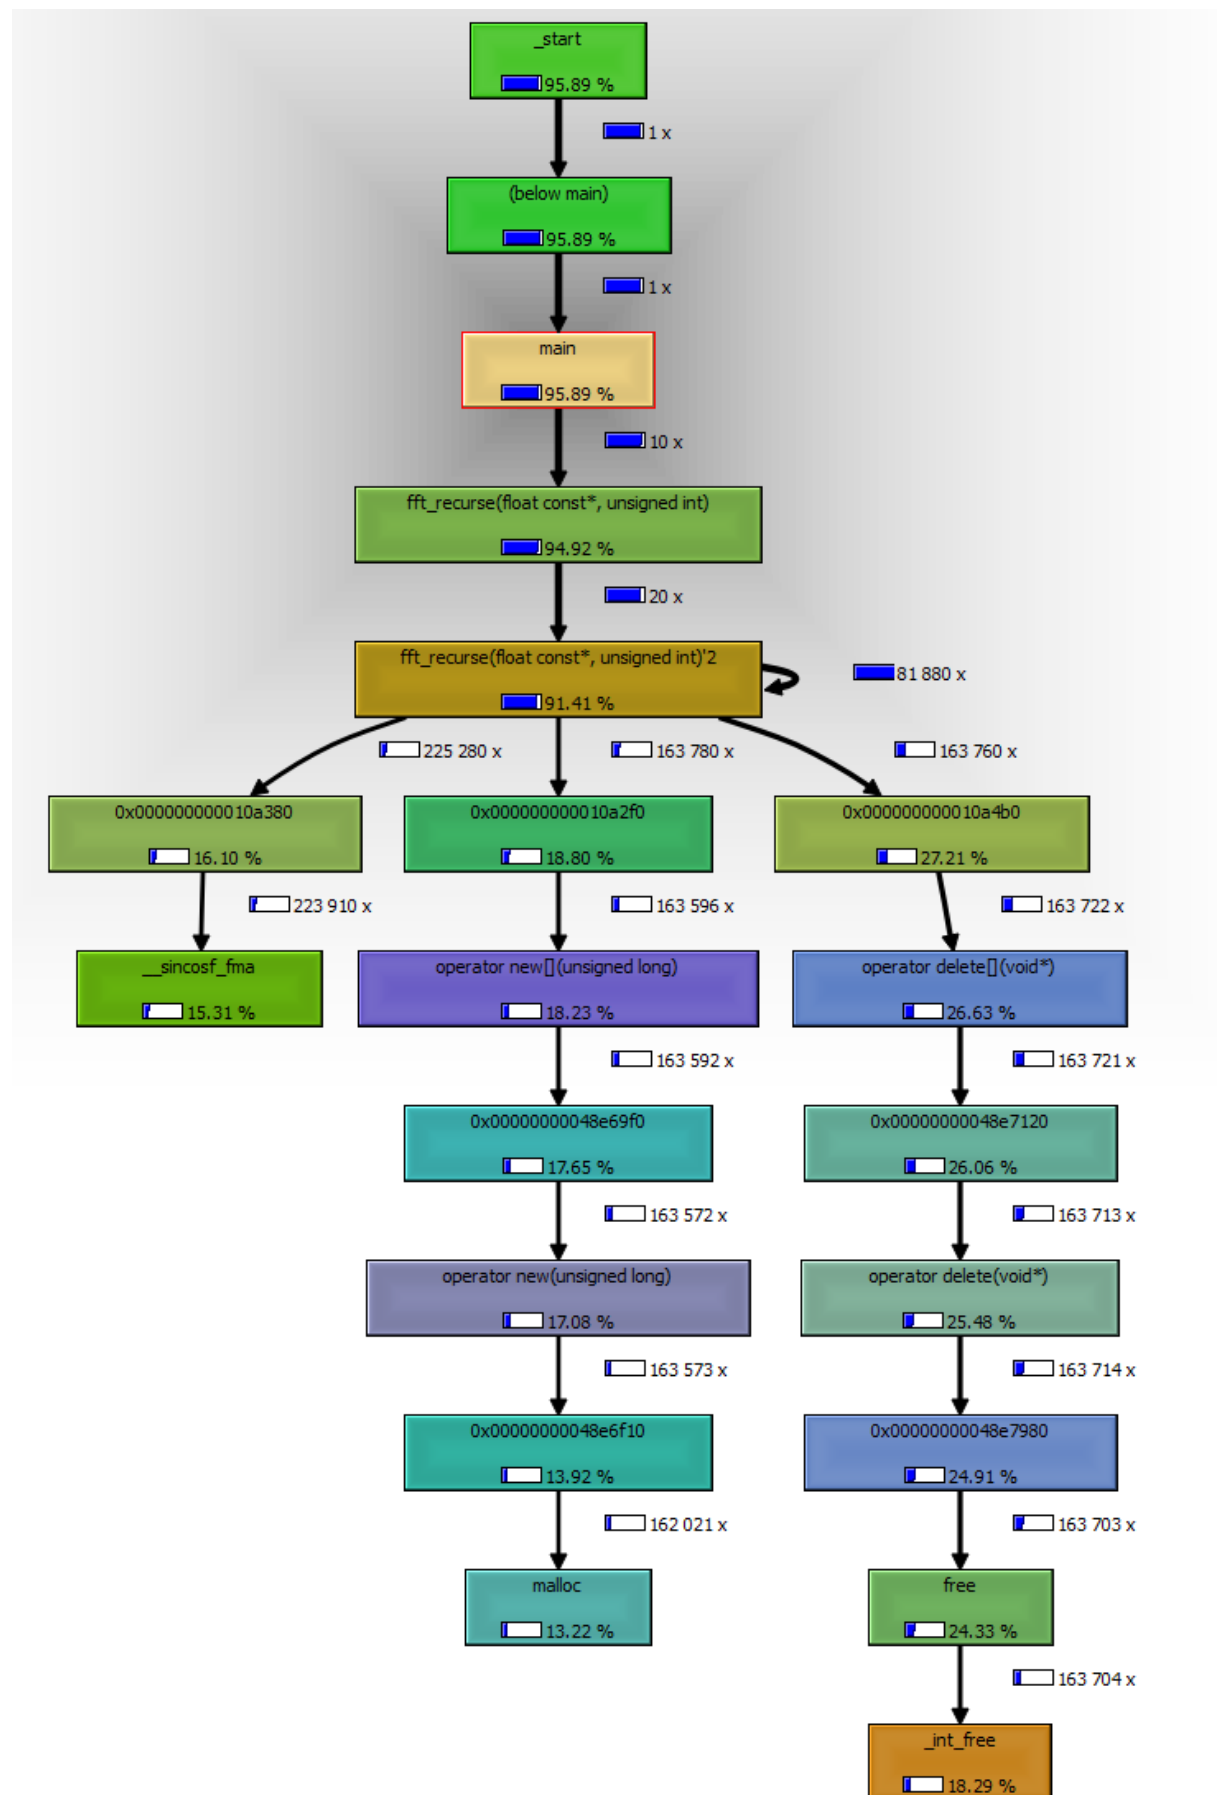 _start
95.89 %
1 x
(below main)
95.89 %
1 x
main
95.89 %
10 x
fft_recurse(float const*, unsigned int)
94.92 %
20 x
fft_recurse(float const*, unsigned int)'2
91.41 %
81 880 x
225 280 x
163 780 x
163 760 x
0x000000000010a380
16.10 %
0x000000000010a2f0
18.80 %
0x000000000010a4b0
27.21 %
223 910 x
163 596 x
163 722 x
__sincosf_fma
15.31 %
operator new[](unsigned long)
18.23 %
operator delete[](void*)
26.63 %
163 592 x
163 721 x
0x00000000048e69f0
17.65 %
0x00000000048e7120
26.06 %
163 572 x
163 713 x
operator new(unsigned long)
17.08 %
operator delete(void*)
25.48 %
163 573 x
163 714 x
0x00000000048e6f10
13.92 %
0x00000000048e7980
24.91 %
162 021 x
163 703 x
malloc
13.22 %
free
24.33 %
163 704 x
_int_free
18.29 %